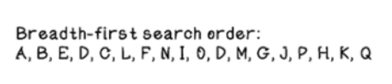 Breadth-first search order:
A, B, E, D, C, L, F, N, I, O, D, M, G, J, P, H, K, Q